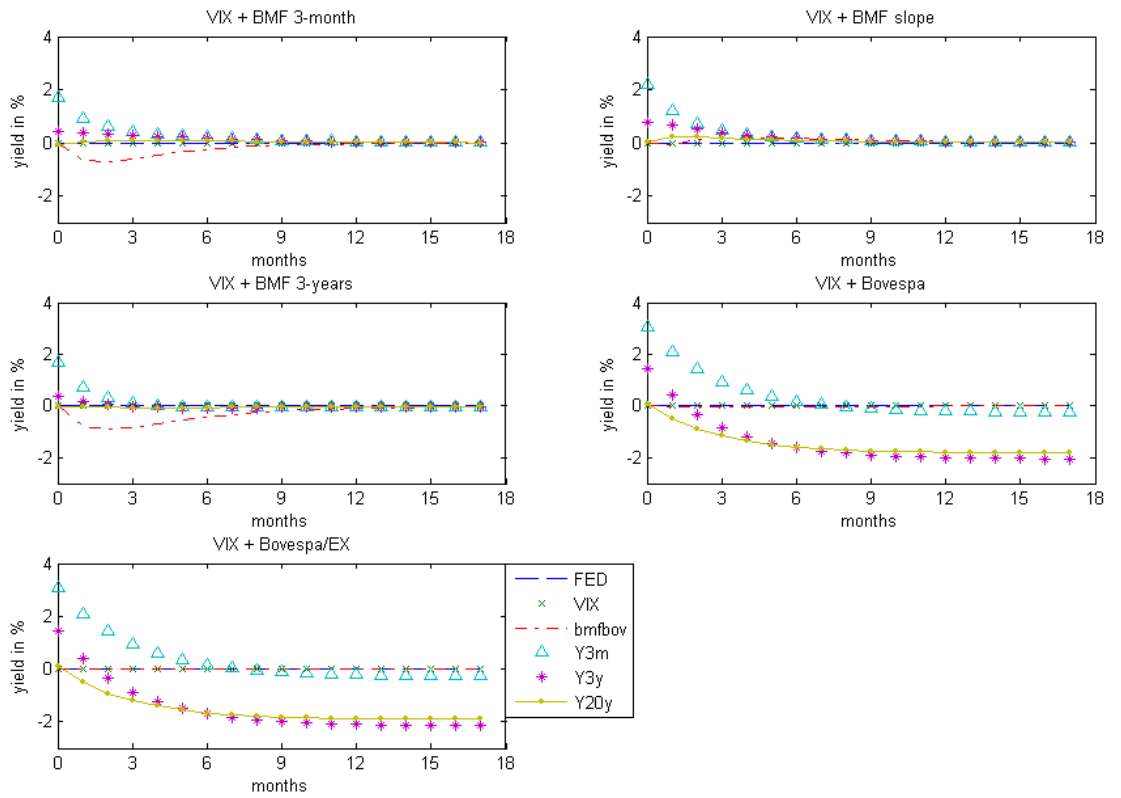 VIX + BMF 3-month
4
2
0
-2
yield in %
0 3 6 9 12 15 18
months
VIX + BMF slope
4
2
0
-2
yield in %
0 3 6 9 12 15 18
months
VIX + BMF 3-years
4
2
0
-2
yield in %
0 3 6 9 12 15 18
months
VIX + Bovespa
4
2
0
-2
yield in %
0 3 6 9 12 15 18
months
VIX + Bovespa/EX
4
2
0
-2
yield in %
0 3 6 9 12 15 18
months
FED
VIX
bmfbov
Y3m
Y3y
Y20y